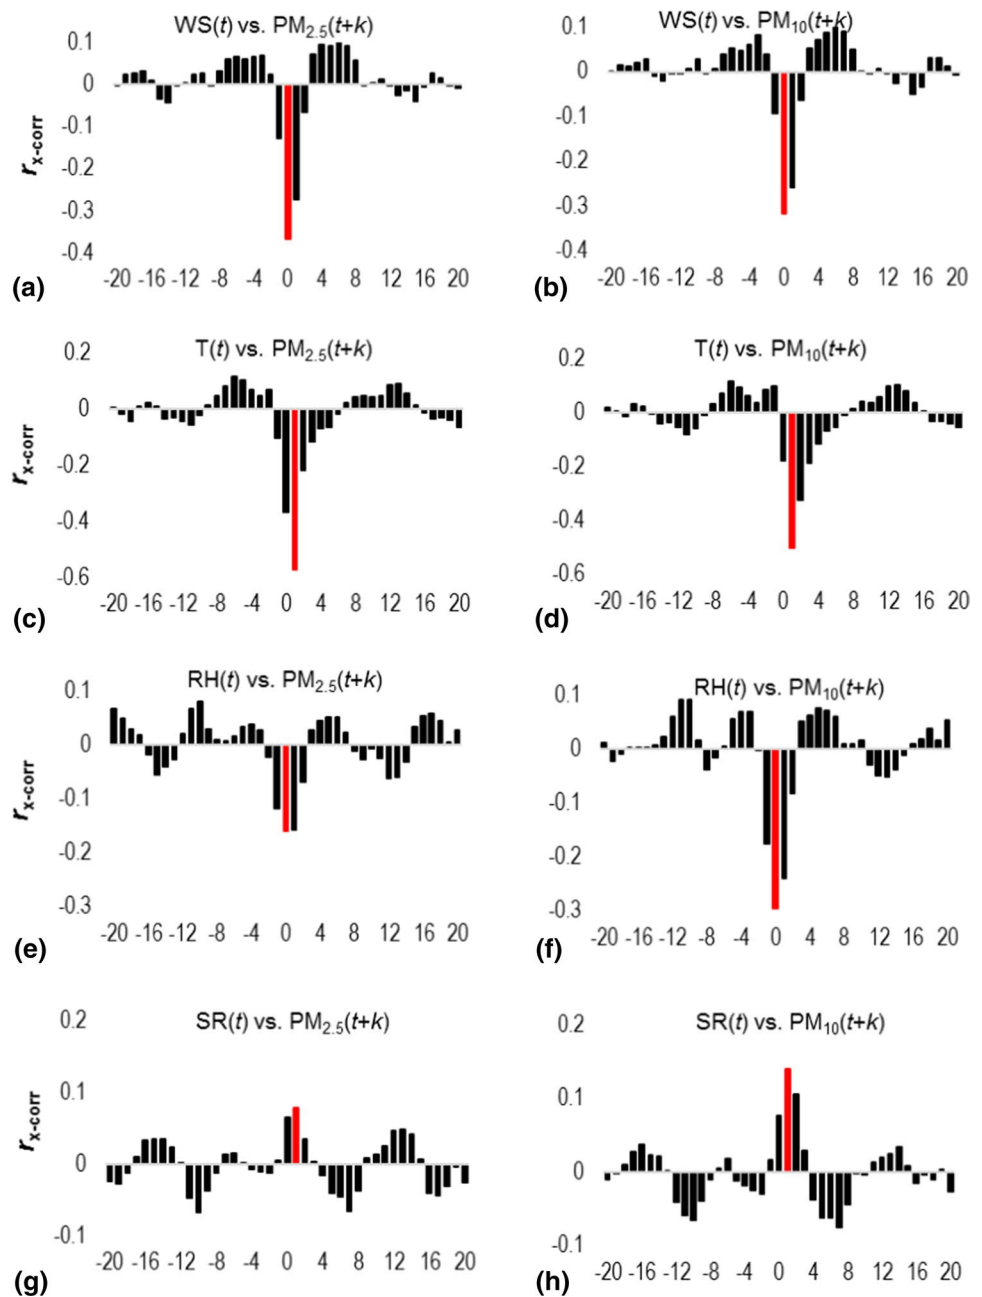 WS(t) vs. PM2.5(t+k)
0.1
0
-0.1
-0.2
-0.3
-0.4
rx-corr
-20 -16 -12 -8 -4 0 4 8 12 16 20
(a)
WS(t) vs. PM10(t+k)
0.1
0
-0.1
-0.2
-0.3
-0.4
-20 -16 -12 -8 -4 0 4 8 12 16 20
(b)
T(t) vs. PM2.5(t+k)
0.2
0
-0.2
-0.4
-0.6
rx-corr
-20 -16 -12 -8 -4 0 4 8 12 16 20
(c)
T(t) vs. PM10(t+k)
0.2
0
-0.2
-0.4
-0.6
-20 -16 -12 -8 -4 0 4 8 12 16 20
(d)
RH(t) vs. PM2.5(t+k)
0.1
0
-0.1
-0.2
-0.3
rx-corr
-20 -16 -12 -8 -4 0 4 8 12 16 20
(e)
RH(t) vs. PM10(t+k)
0.1
0
-0.1
-0.2
-0.3
-20 -16 -12 -8 -4 0 4 8 12 16 20
(f)
SR(t) vs. PM2.5(t+k)
0.2
0.1
0
-0.1
rx-corr
-20 -16 -12 -8 -4 0 4 8 12 16 20
(g)
SR(t) vs. PM10(t+k)
0.2
0.1
0
-0.1
-20 -16 -12 -8 -4 0 4 8 12 16 20
(h)